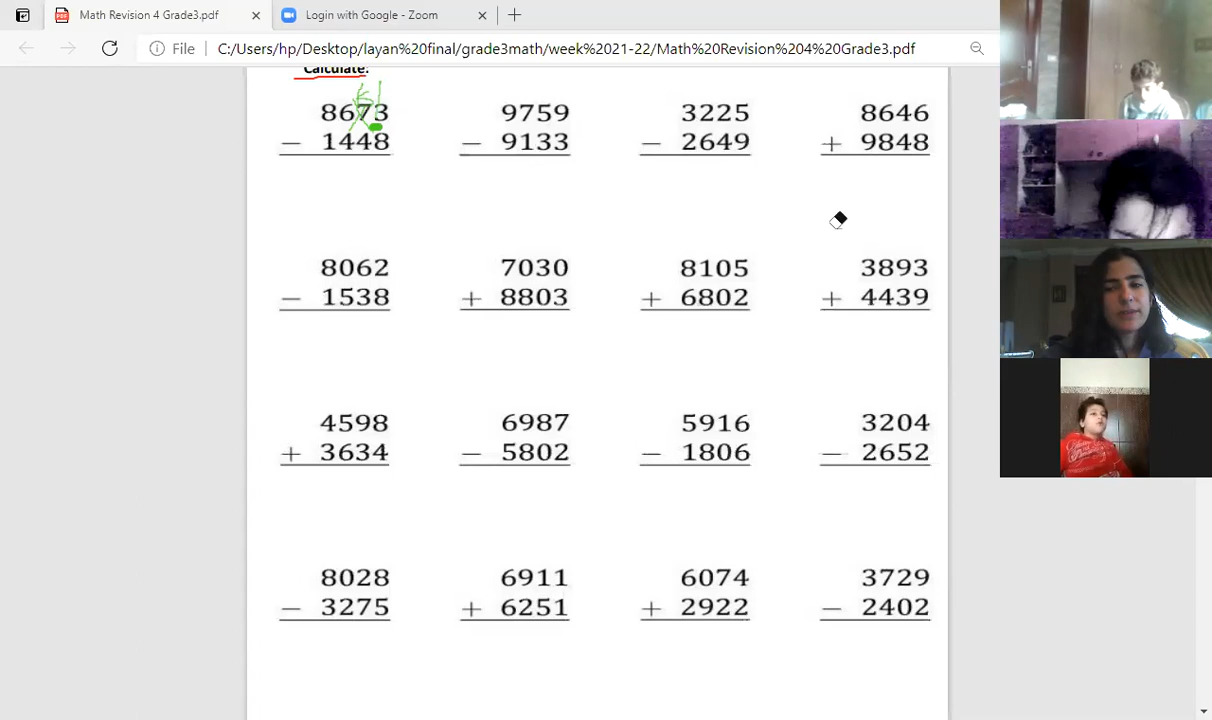 Math Revision 4 Grade3.pdf
Login with Google - Zoom
File C:/Users/hp/Desktop/layan%20final/grade3math/week%2021-22/Math%20Revision%204%20Grade3.pdf
Calculate:
8673 9759 3225 8646
− 1448 − 9133 − 2649 + 9848
8062 7030 8105 3893
− 1538 + 8803 + 6802 + 4439
4598 6987 5916 3204
+ 3634 − 5802 − 1806 − 2652
8028 6911 6074 3729
− 3275 + 6251 + 2922 − 2402